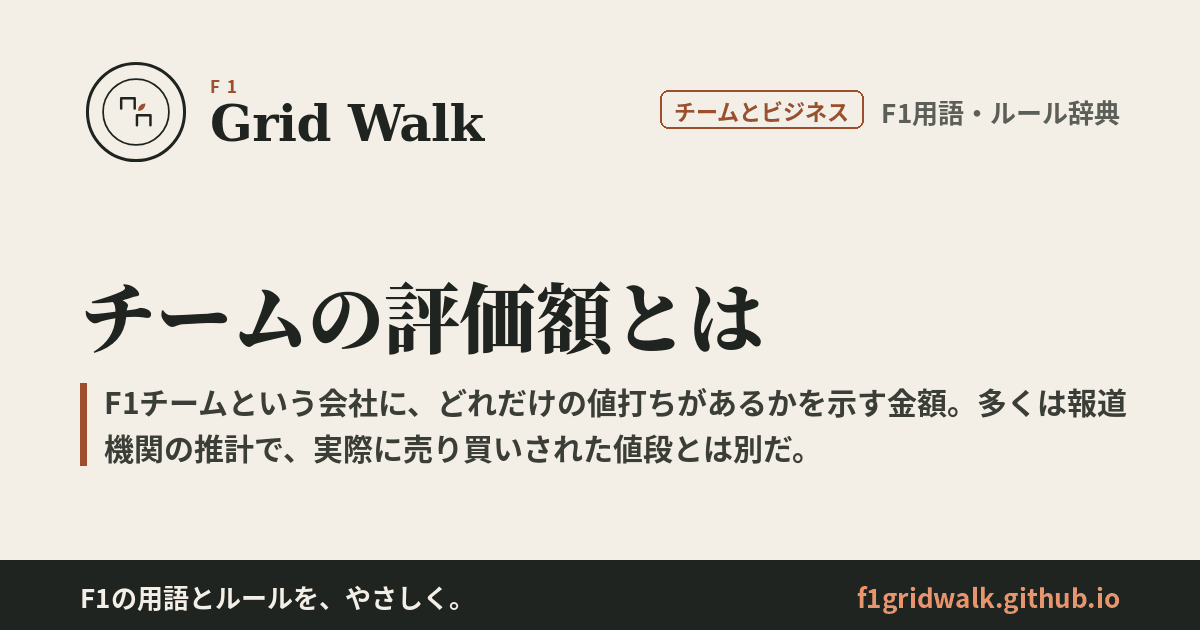 F1
Grid Walk
チームとビジネス
F1用語・ルール辞典
チームの評価額とは
F1チームという会社に、どれだけの値打ちがあるかを示す金額。多くは報道
機関の推計で、実際に売り買いされた値段とは別だ。
F1の用語とルールを、やさしく。
f1gridwalk.github.io